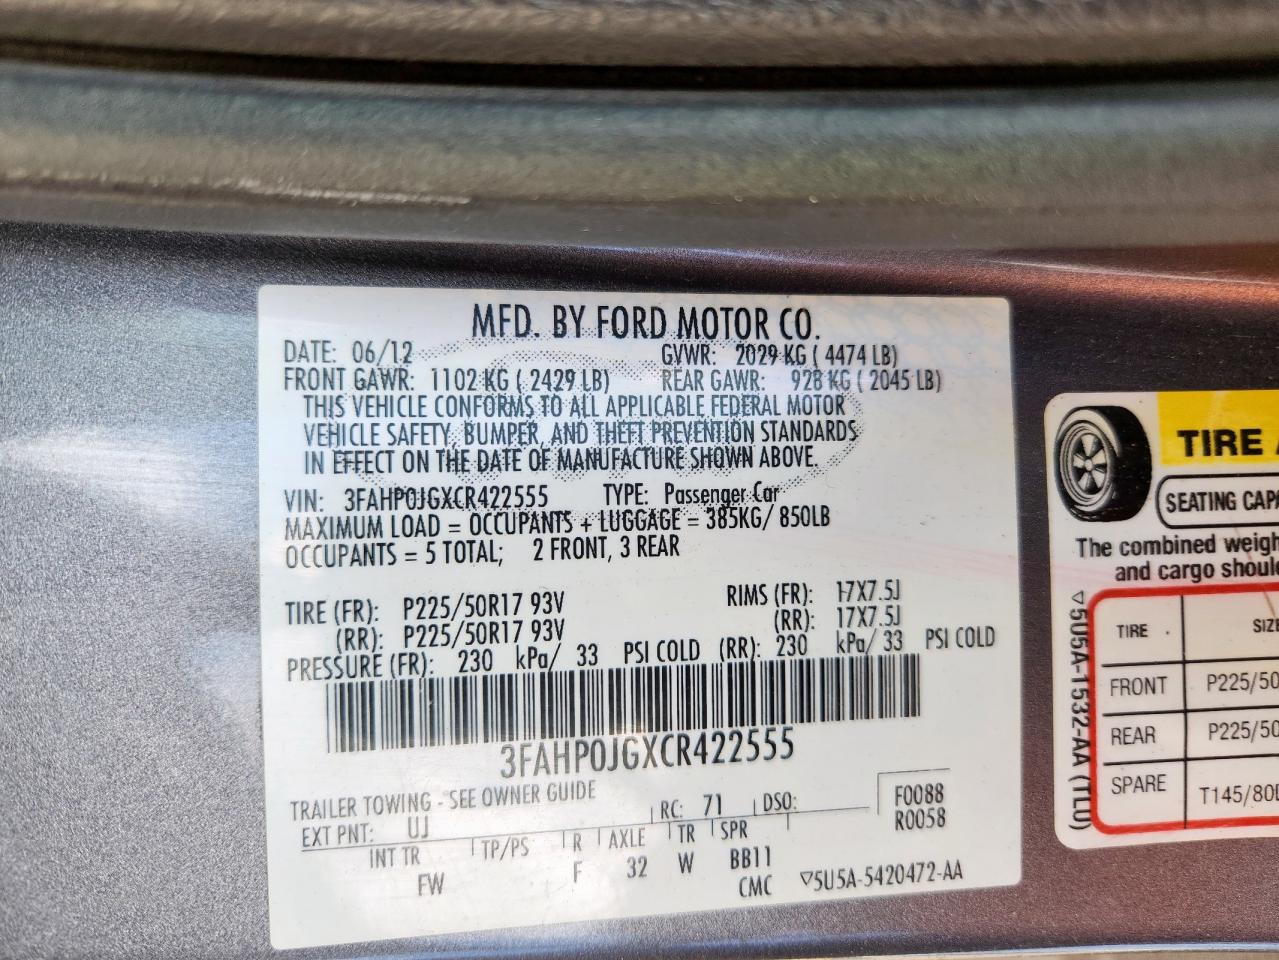 MFD. BY FORD MOTOR CO.
DATE: 06/12 GVWR: 2029 KG ( 4474 LB)
FRONT GAWR: 1102 KG ( 2429 LB) REAR GAWR: 928 KG ( 2045 LB)
THIS VEHICLE CONFORMS TO ALL APPLICABLE FEDERAL MOTOR
VEHICLE SAFETY, BUMPER, AND THEFT PREVENTION STANDARDS
IN EFFECT ON THE DATE OF MANUFACTURE SHOWN ABOVE.
VIN: 3FAHP0JGXCR422555 TYPE: Passenger Car
MAXIMUM LOAD = OCCUPANTS + LUGGAGE = 385KG/ 850LB
OCCUPANTS = 5 TOTAL; 2 FRONT, 3 REAR
TIRE (FR): P225/50R17 93V RIMS (FR): 17X7.5J
(RR): P225/50R17 93V (RR): 17X7.5J
PRESSURE (FR): 230 kPa/ 33 PSI COLD (RR): 230 kPa/ 33 PSI COLD
3FAHP0JGXCR422555
TRAILER TOWING - SEE OWNER GUIDE
EXT PNT: UJ RC: 71 DSO: F0088
R0058
INT TR TP/PS R AXLE TR SPR
FW F 32 W BB11
CMC ▽5U5A-5420472-AA
TIRE
SEATING CAPA
The combined weigh
and cargo shoul
TIRE SIZE
FRONT P225/50
REAR P225/50
SPARE T145/80
▽5U5A-1532-AA (TLU)